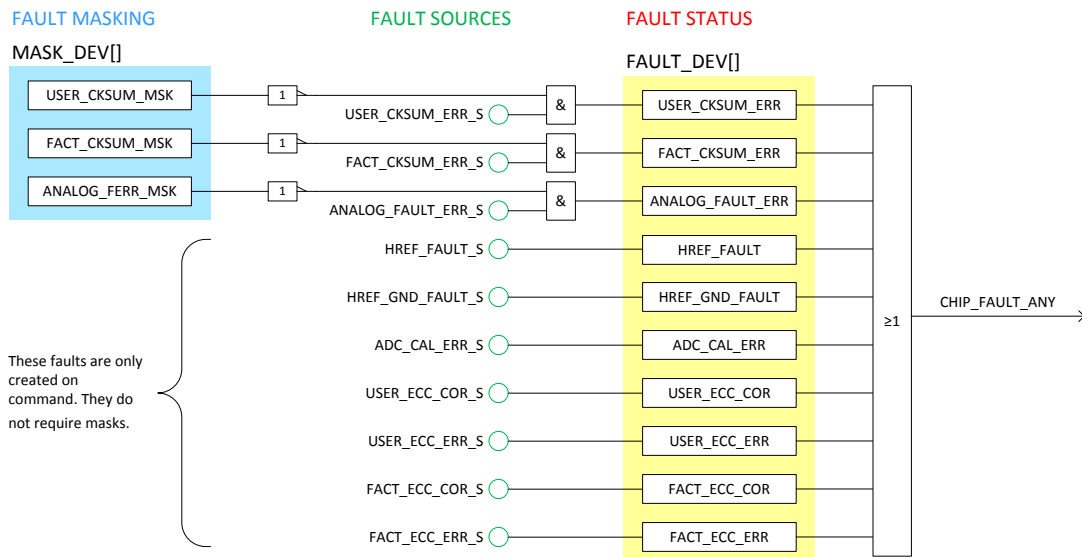 FAULT MASKING
FAULT SOURCES
FAULT STATUS
MASK_DEV[]
FAULT_DEV[]
USER_CKSUM_MSK
1
USER_CKSUM_ERR_S
&
USER_CKSUM_ERR
FACT_CKSUM_MSK
1
FACT_CKSUM_ERR_S
&
FACT_CKSUM_ERR
ANALOG_FERR_MSK
1
ANALOG_FAULT_ERR_S
&
ANALOG_FAULT_ERR
HREF_FAULT_S
HREF_FAULT
HREF_GND_FAULT_S
HREF_GND_FAULT
ADC_CAL_ERR_S
ADC_CAL_ERR
USER_ECC_COR_S
USER_ECC_COR
USER_ECC_ERR_S
USER_ECC_ERR
FACT_ECC_COR_S
FACT_ECC_COR
FACT_ECC_ERR_S
FACT_ECC_ERR
These faults are only
created on
command. They do
not require masks.
≥1
CHIP_FAULT_ANY